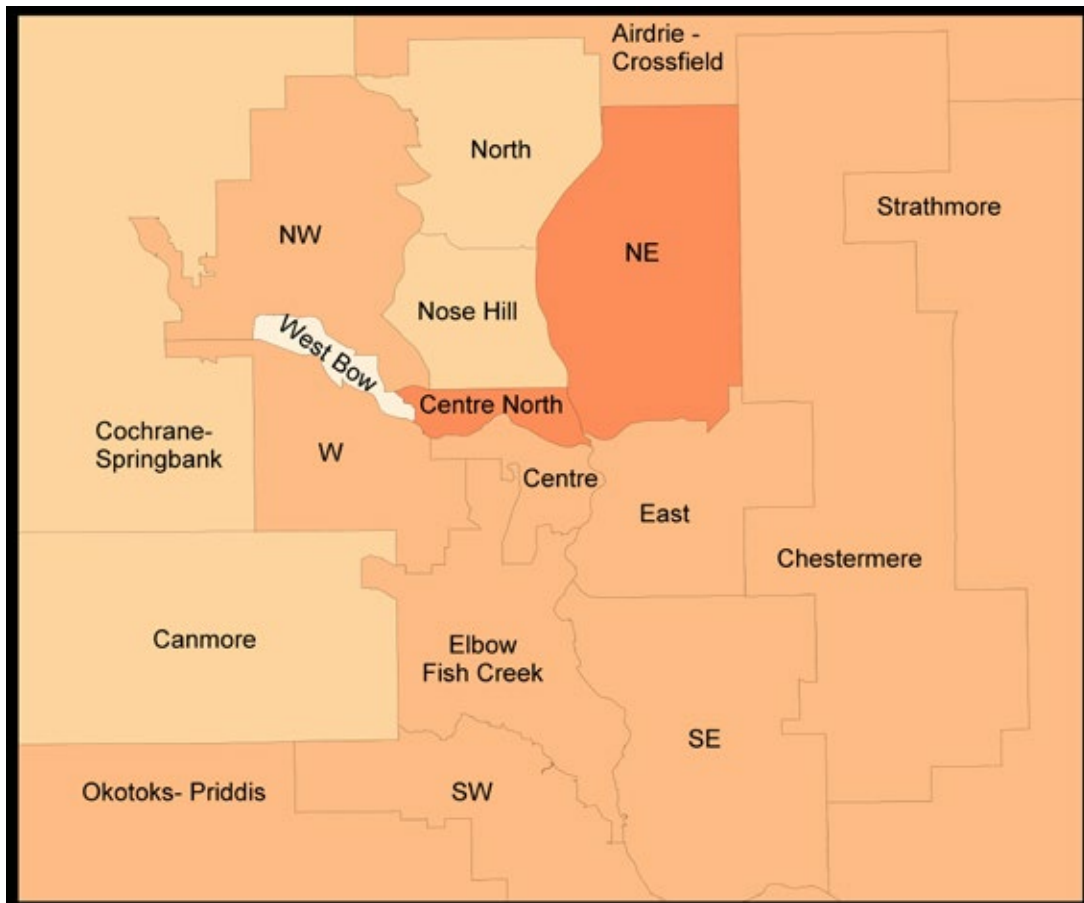 Airdrie -
Crossfield
North
Strathmore
NW
NE
Nose Hill
West Bow
Centre North
Cochrane-
Springbank
W
Centre
East
Chestermere
Canmore
Elbow
Fish Creek
SE
Okotoks- Priddis
SW